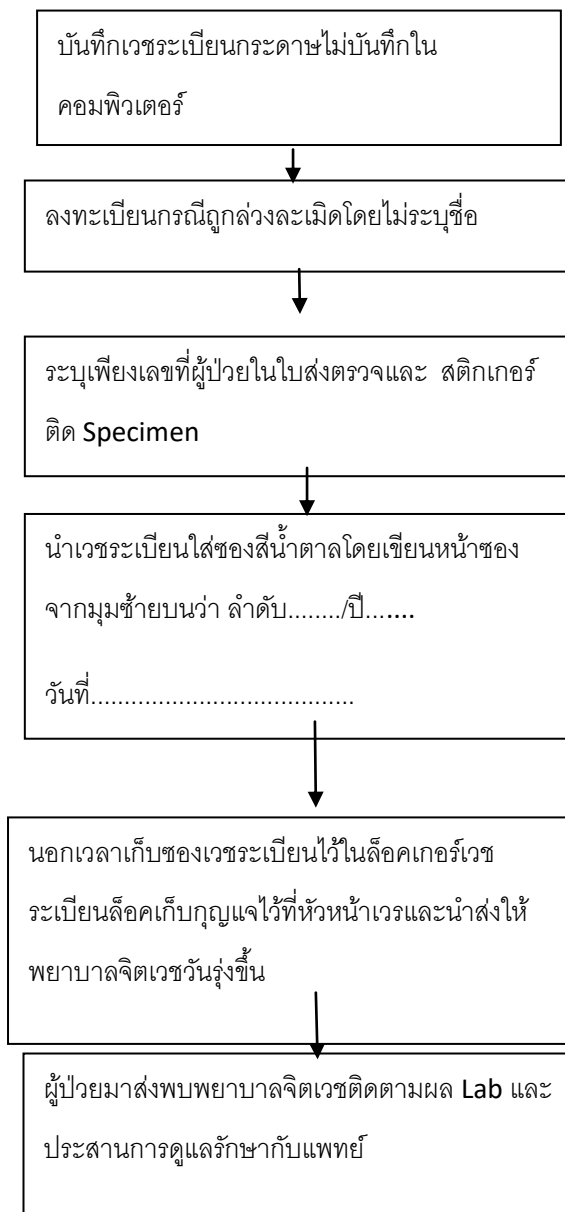 บันทึกเวชระเบียนกระดาษไม่บันทึกใน
คอมพิวเตอร์
ลงทะเบียนกรณีถูกล่วงละเมิดโดยไม่ระบุชื่อ
ระบุเพียงเลขที่ผู้ป่วยในใบส่งตรวจและ สติกเกอร์
ติด Specimen
นำเวชระเบียนใส่ซองสีน้ำตาลโดยเขียนหน้าซอง
จากมุมซ้ายบนว่า ลำดับ......../ปี.......
วันที่.......................................
นอกเวลาเก็บซองเวชระเบียนไว้ในล็อคเกอร์เวช
ระเบียนล็อคเก็บกุญแจไว้ที่หัวหน้าเวรและนำส่งให้
พยาบาลจิตเวชวันรุ่งขึ้น
ผู้ป่วยมาส่งพบพยาบาลจิตเวชติดตามผล Lab และ
ประสานการดูแลรักษากับแพทย์